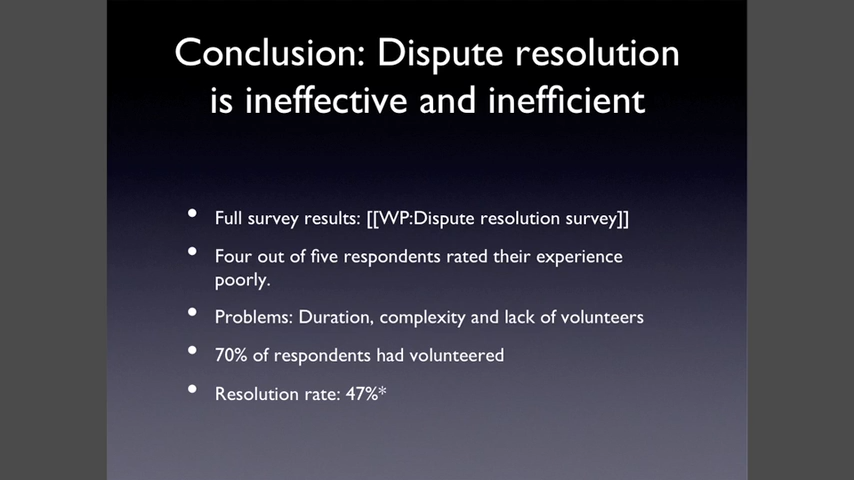 Conclusion: Dispute resolution
is ineffective and inefficient
• Full survey results: [[WP:Dispute resolution survey]]
• Four out of five respondents rated their experience
poorly.
• Problems: Duration, complexity and lack of volunteers
• 70% of respondents had volunteered
• Resolution rate: 47%*